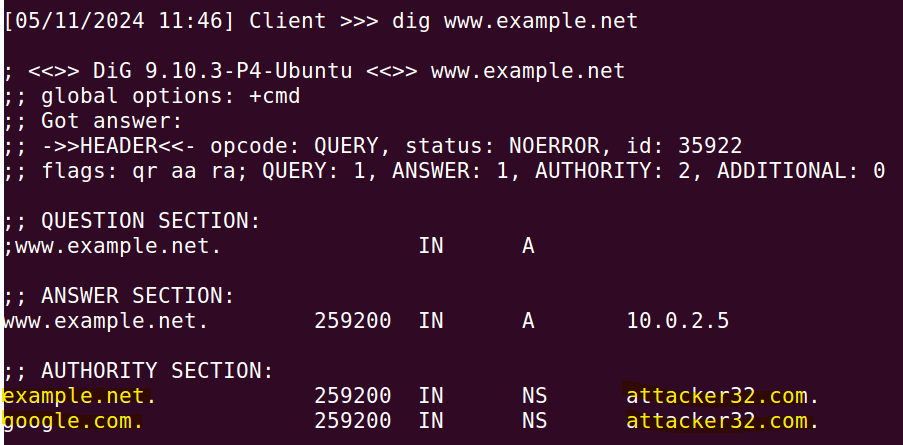 [05/11/2024 11:46] Client >>> dig www.example.net
; <<>> DiG 9.10.3-P4-Ubuntu <<>> www.example.net
;; global options: +cmd
;; Got answer:
;; ->>HEADER<<- opcode: QUERY, status: NOERROR, id: 35922
;; flags: qr aa ra; QUERY: 1, ANSWER: 1, AUTHORITY: 2, ADDITIONAL: 0
;; QUESTION SECTION:
;www.example.net. IN A
;; ANSWER SECTION:
www.example.net. 259200 IN A 10.0.2.5
;; AUTHORITY SECTION:
example.net. 259200 IN NS attacker32.com.
google.com. 259200 IN NS attacker32.com.